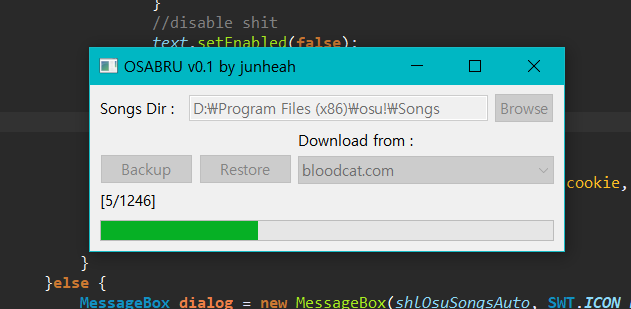 }
//disable shit
text.setEnabled(false);
OSABRU v0.1 by junheah
Songs Dir :
D:₩Program Files (x86)₩osu!₩Songs
Browse
Download from :
Backup
Restore
bloodcat.com
cookie,
[5/1246]
}
}else {
MessageBox dialog = new MessageBox(shlOsuSongsAuto, SWT.ICON